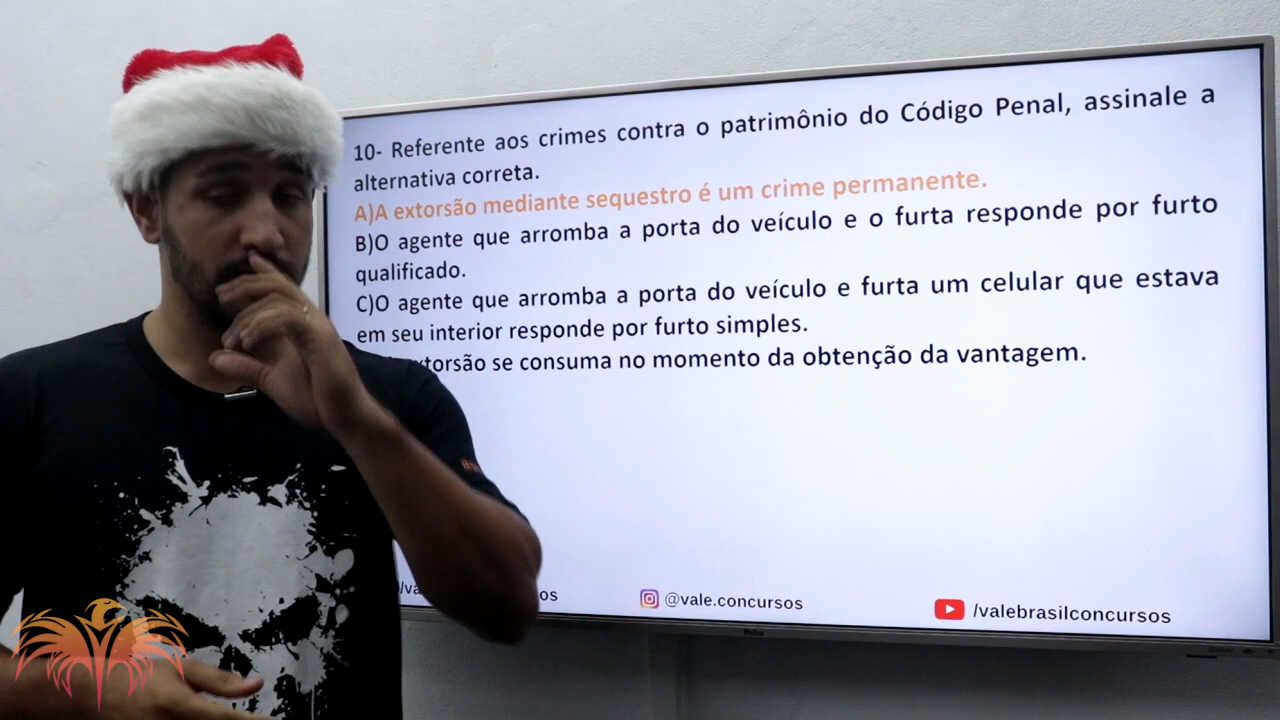 10- Referente aos crimes contra o patrimônio do Código Penal, assinale a
alternativa correta.
A)A extorsão mediante sequestro é um crime permanente.
B)O agente que arromba a porta do veículo e o furta responde por furto
qualificado.
C)O agente que arromba a porta do veículo e furta um celular que estava
em seu interior responde por furto simples.
se consuma no momento da obtenção da vantagem.
@vale.concursos
/valebrasilconcursos